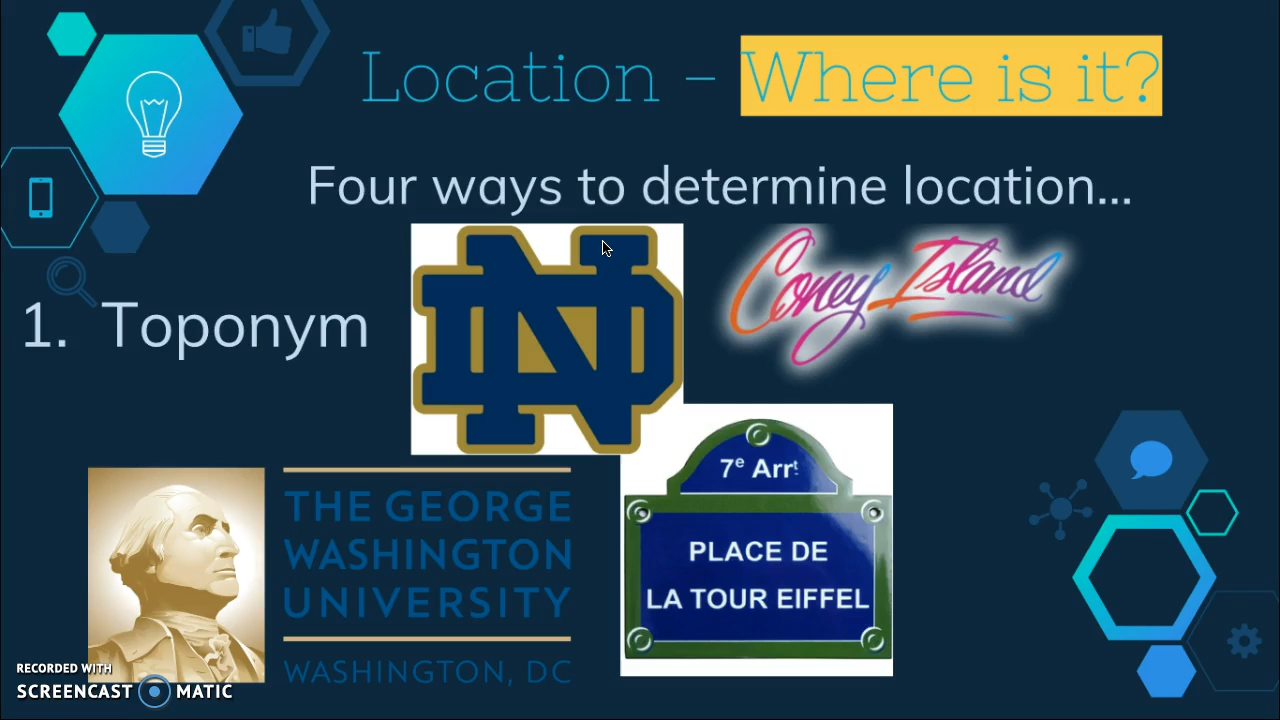 Location – Where is it?
Four ways to determine location...
1. Toponym
ND
Coney Island
7e Arrt
PLACE DE
LA TOUR EIFFEL
THE GEORGE
WASHINGTON
UNIVERSITY
WASHINGTON, DC
RECORDED WITH
SCREENCAST MATIC